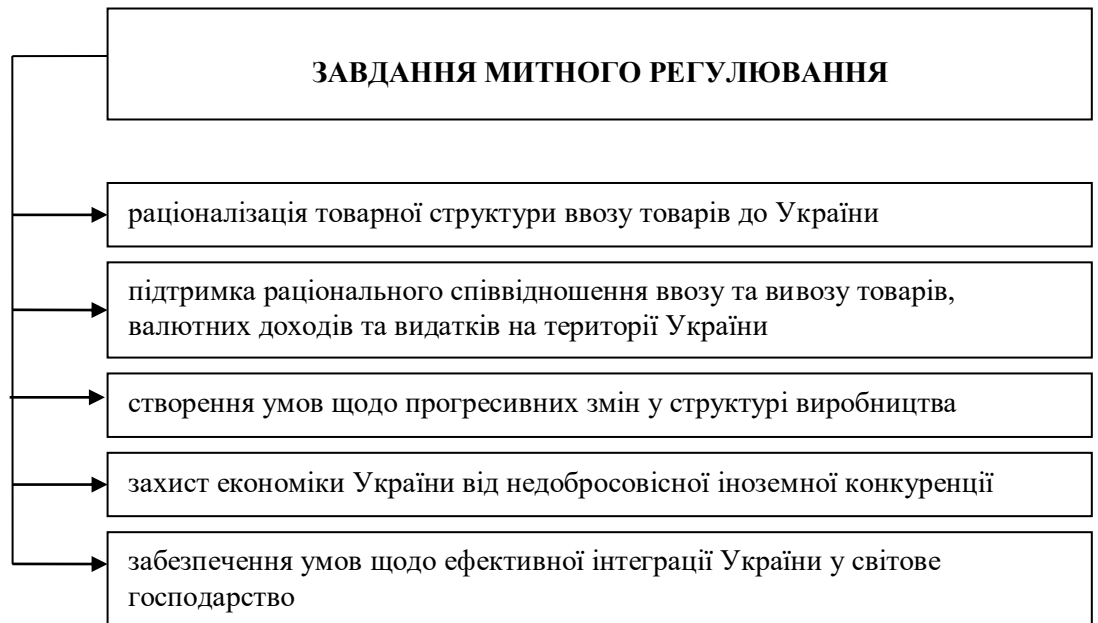 ЗАВДАННЯ МИТНОГО РЕГУЛЮВАННЯ
раціоналізація товарної структури ввозу товарів до України
підтримка раціонального співвідношення ввозу та вивозу товарів,
валютних доходів та видатків на території України
створення умов щодо прогресивних змін у структурі виробництва
захист економіки України від недобросовісної іноземної конкуренції
забезпечення умов щодо ефективної інтеграції України у світове
господарство